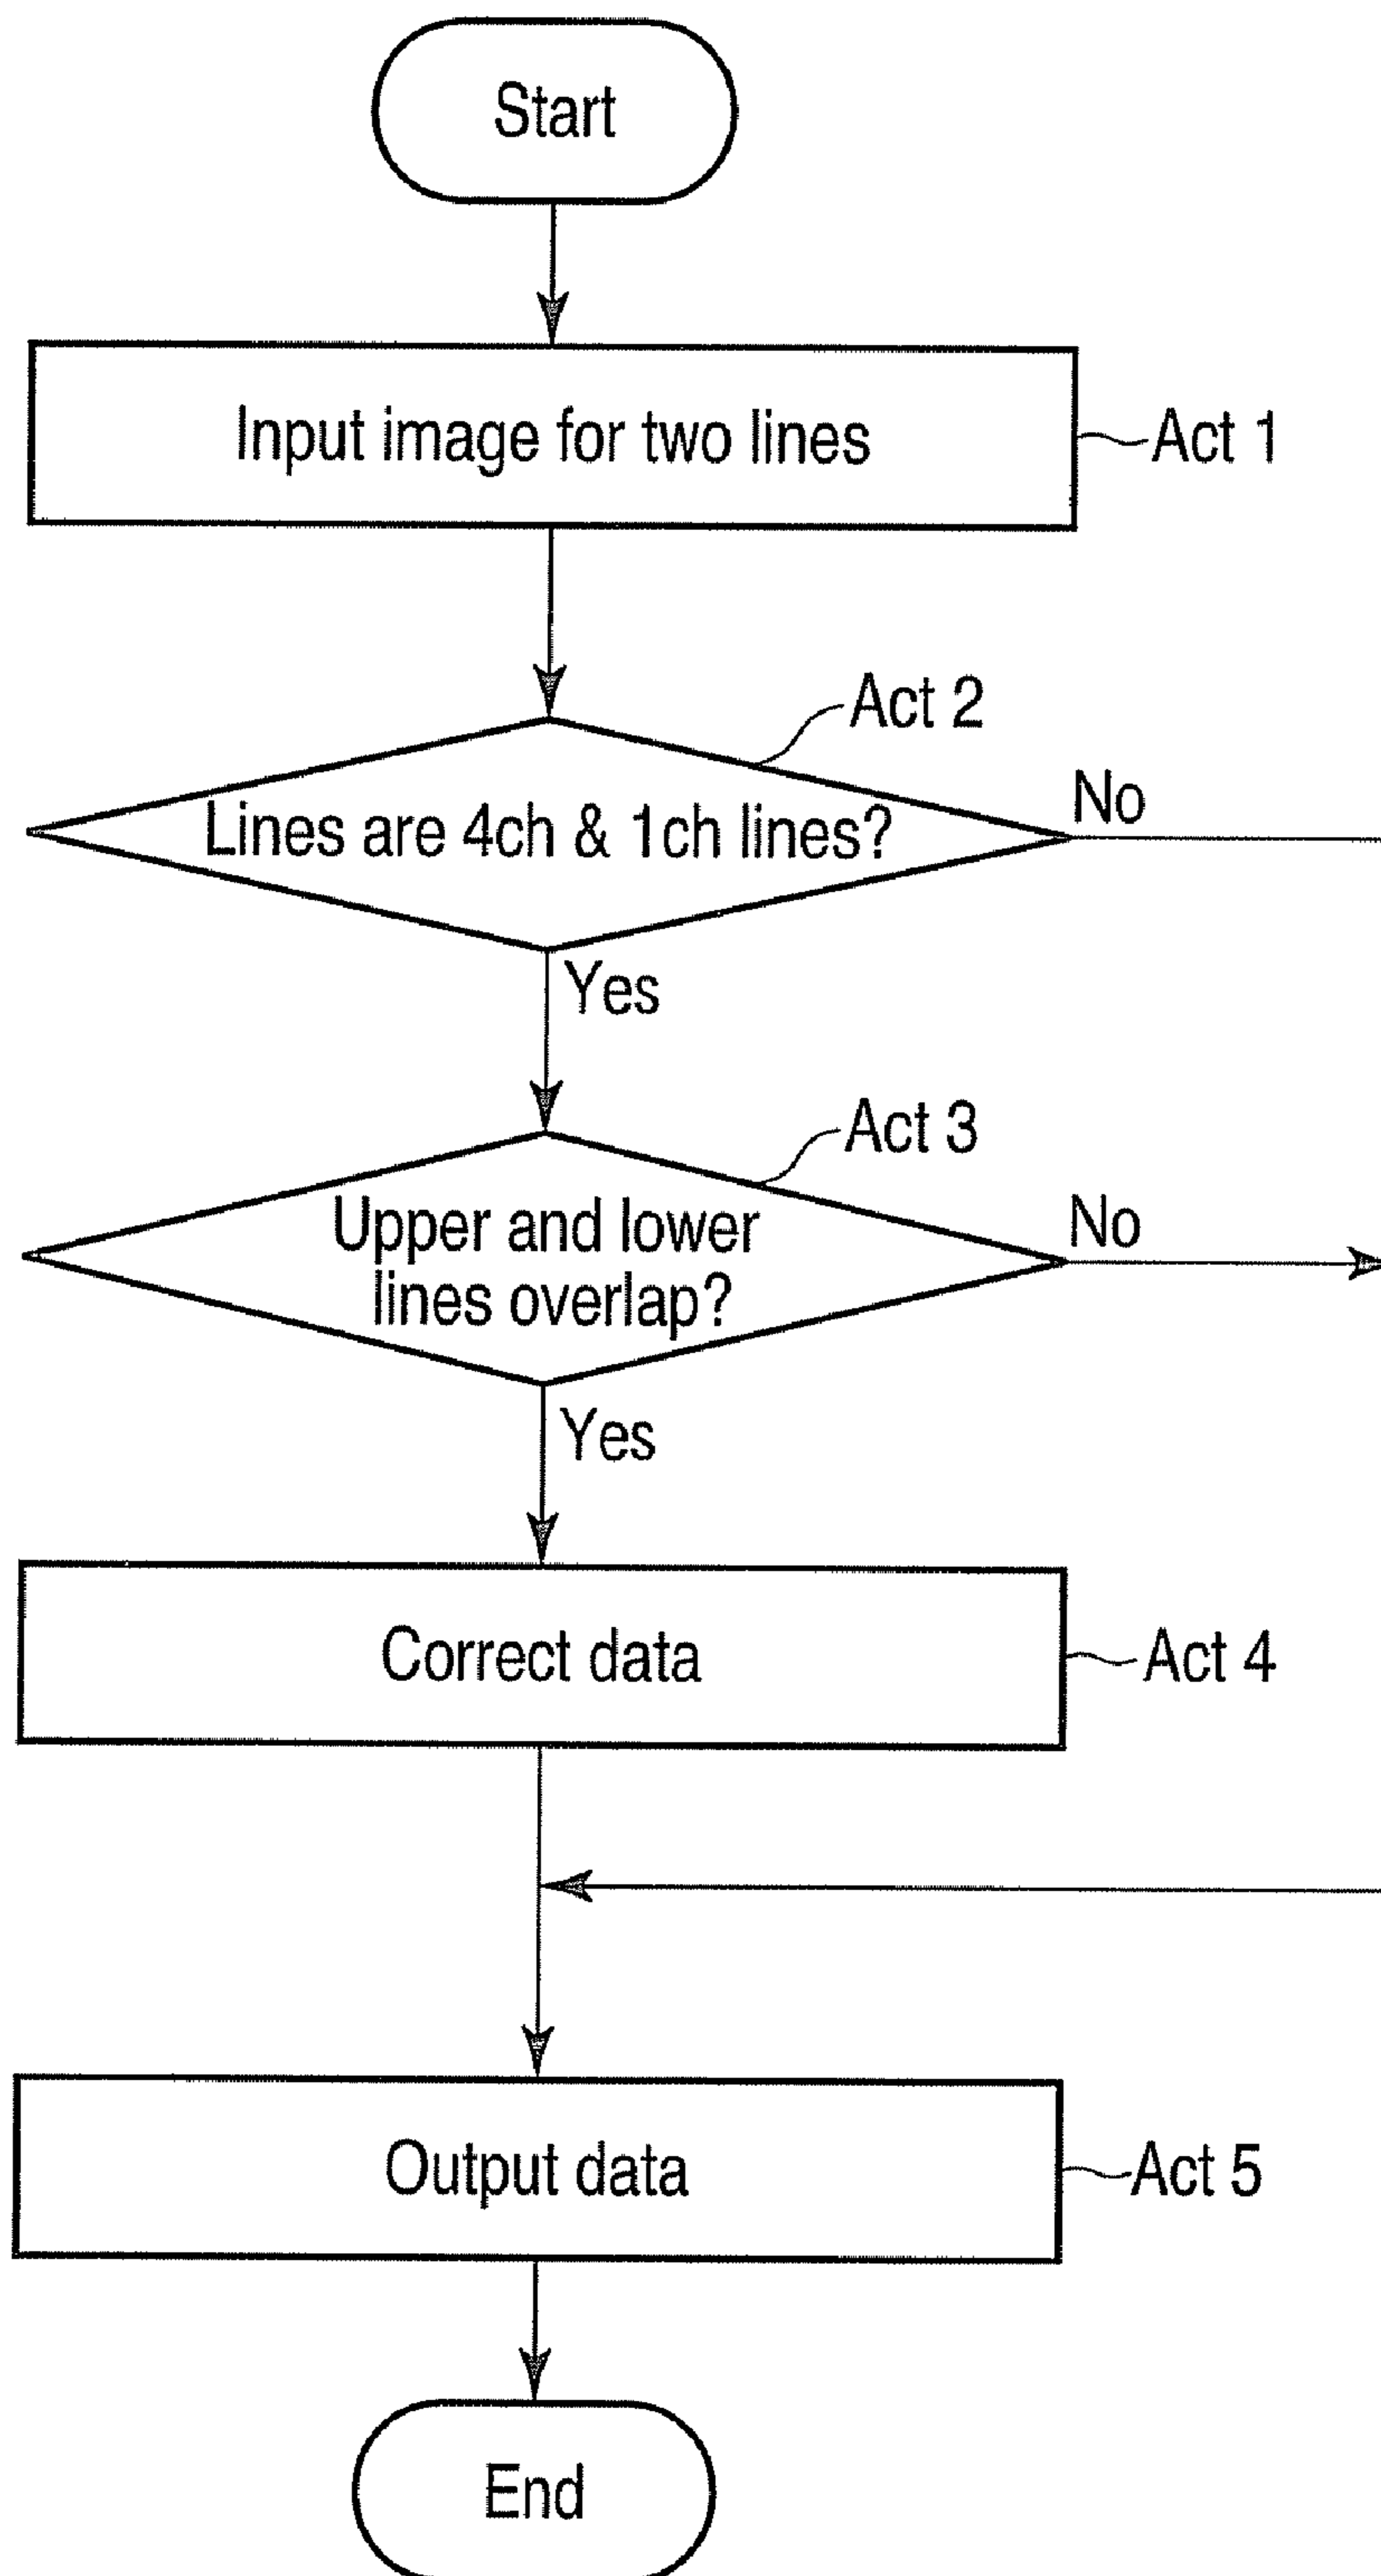 Start
Input image for two lines
Act 1
Act 2
Lines are 4ch & 1ch lines?
No
Yes
Act 3
Upper and lower
lines overlap?
No
Yes
Correct data
Act 4
Output data
Act 5
End